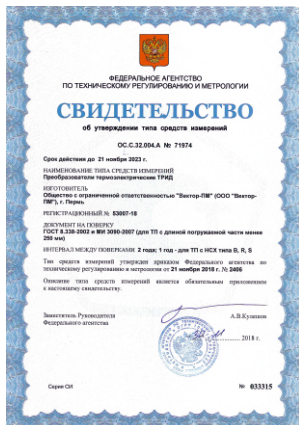 ФЕДЕРАЛЬНОЕ АГЕНТСТВО
ПО ТЕХНИЧЕСКОМУ РЕГУЛИРОВАНИЮ И МЕТРОЛОГИИ
СВИДЕТЕЛЬСТВО
об утверждении типа средств измерений
ОС.С.32.004.А № 71974
Срок действия до 21 ноября 2023 г.
НАИМЕНОВАНИЕ ТИПА СРЕДСТВ ИЗМЕРЕНИЙ
Преобразователи термоэлектрические ТРИД
ИЗГОТОВИТЕЛЬ
Общество с ограниченной ответственностью "Вектор-ПМ" (ООО "Вектор-
ПМ"), г. Пермь
РЕГИСТРАЦИОННЫЙ № 53007-18
ДОКУМЕНТ НА ПОВЕРКУ
ГОСТ 8.338-2002 и МИ 3090-2007 (для ТП с длиной погружаемой части менее
250 мм)
ИНТЕРВАЛ МЕЖДУ ПОВЕРКАМИ 2 года; 1 год - для ТП с НСХ типа B, R, S
Тип средств измерений утвержден приказом Федерального агентства по
техническому регулированию и метрологии от 21 ноября 2018 г. № 2406
Описание типа средств измерений является обязательным приложением
к настоящему свидетельству.
Заместитель Руководителя
Федерального агентства
А.В.Кулешов
11 2018 г.
Серия СИ
№ 033315